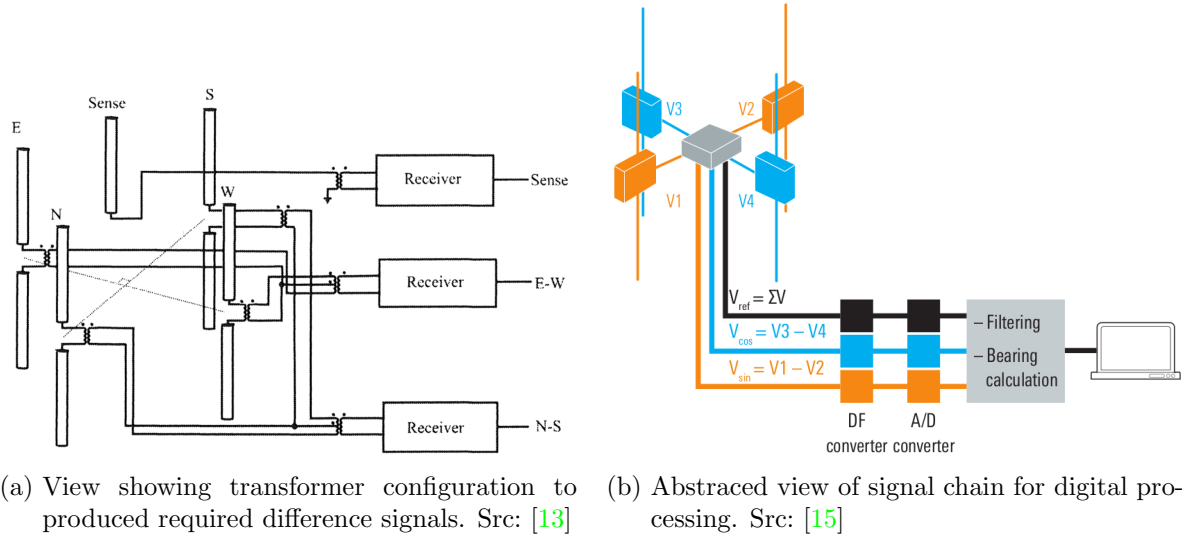 E
Sense
S
N
W
Receiver
Sense
Receiver
E-W
Receiver
N-S
V3
V2
V1
V4
V_ref = ΣV
V_cos = V3 – V4
V_sin = V1 – V2
– Filtering
– Bearing
calculation
DF
converter
A/D
converter
(a) View showing transformer configuration to
produced required difference signals. Src: [13]
(b) Abstraced view of signal chain for digital pro-
cessing. Src: [15]